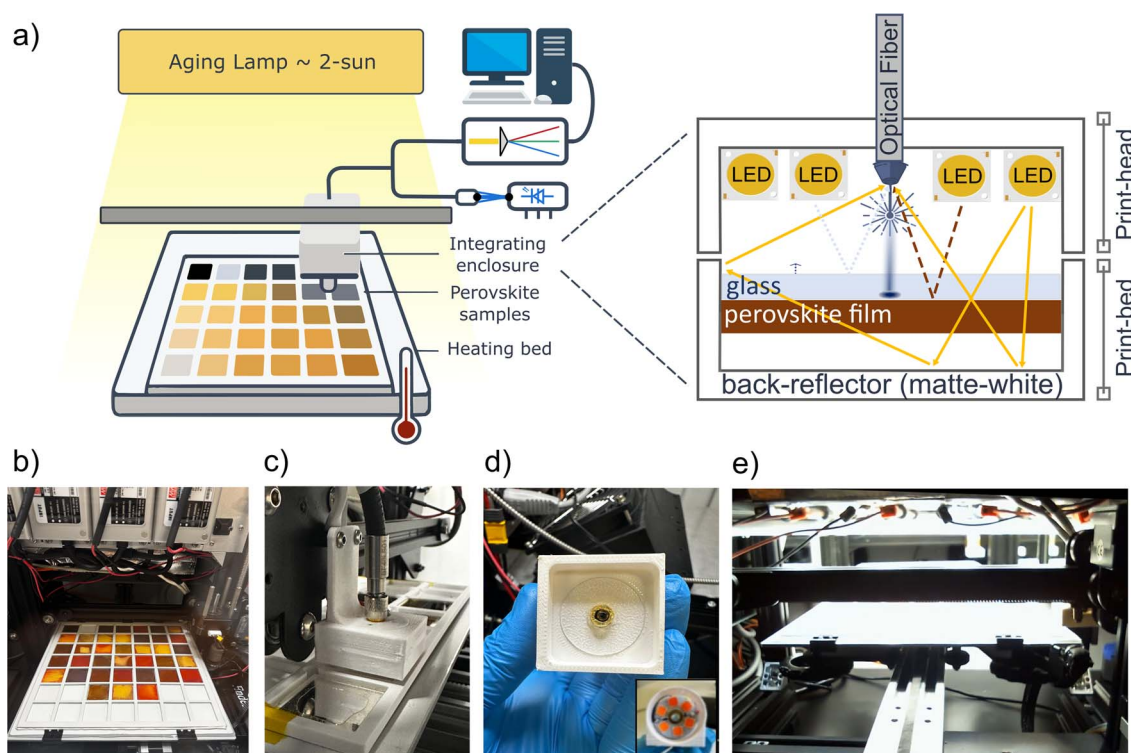 a)
Aging Lamp ~ 2-sun
Integrating
enclosure
Perovskite
samples
Heating bed
Optical Fiber
LED
LED
LED
LED
glass
perovskite film
back-reflector (matte-white)
Print-head
Print-bed
b)
c)
d)
e)